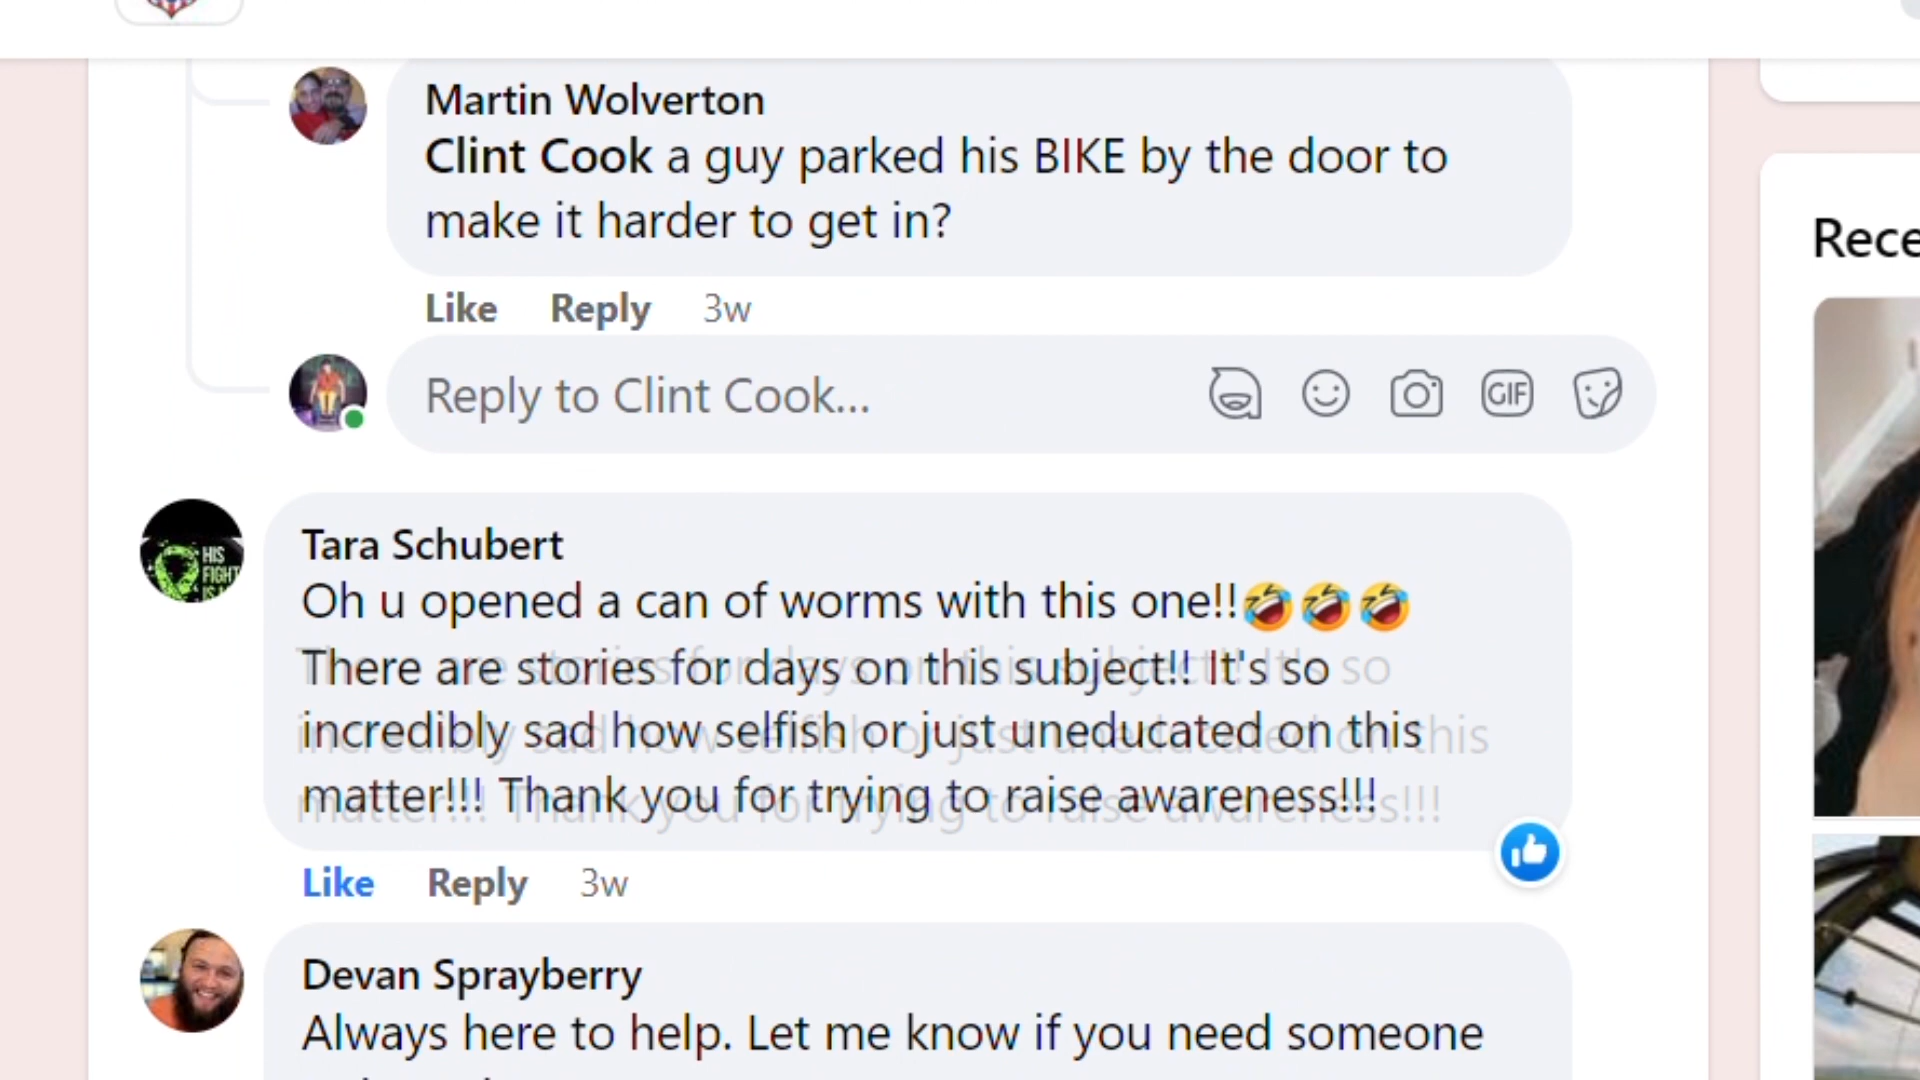 Martin Wolverton
Clint Cook a guy parked his BIKE by the door to
make it harder to get in?
Like Reply 3w
Reply to Clint Cook...
GIF
Tara Schubert
HIS
FIGHT
Oh u opened a can of worms with this one!!🤣🤣🤣
There are stories for days on this subject!! It's so
incredibly sad how selfish or just uneducated on this
matter!!! Thank you for trying to raise awareness!!!
Like Reply 3w
Devan Sprayberry
Always here to help. Let me know if you need someone
Rece